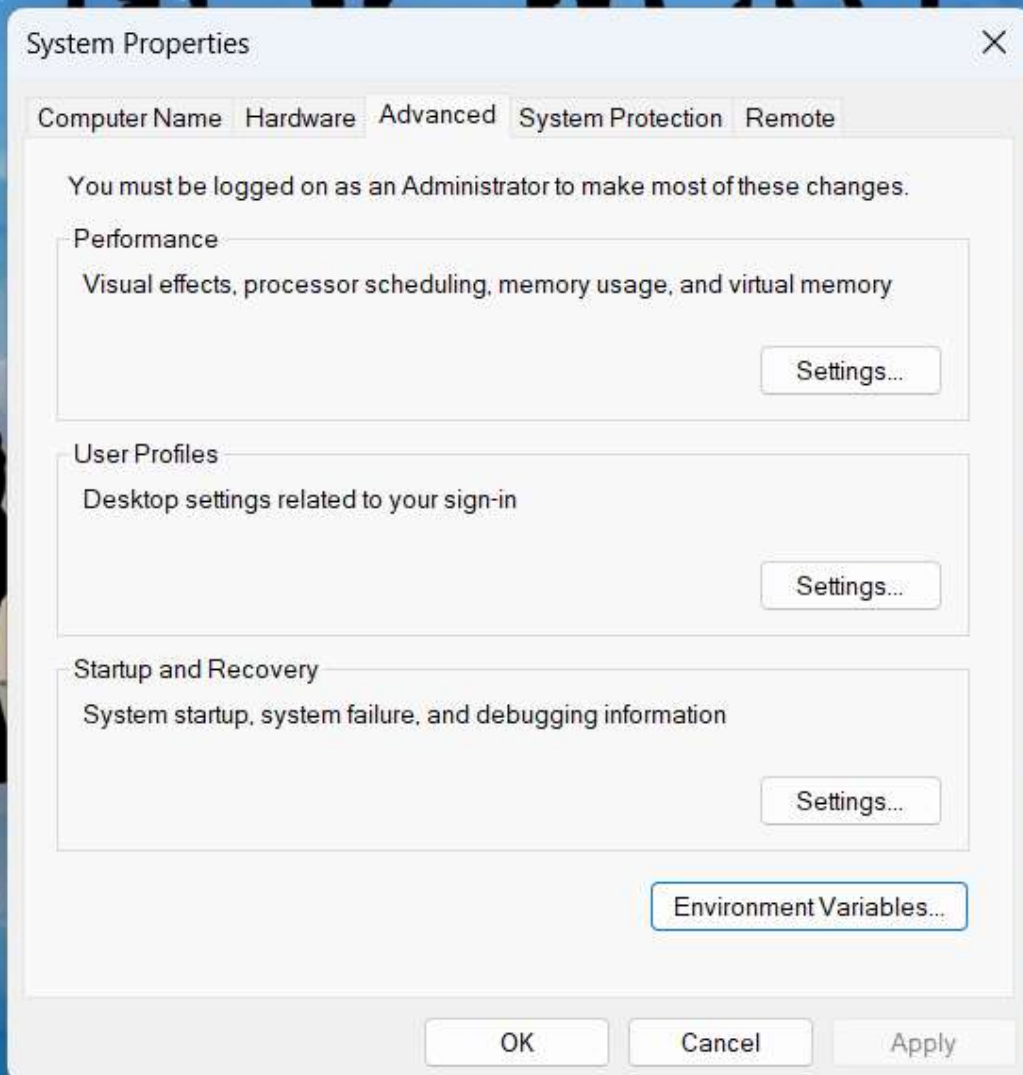 System Properties
Computer Name Hardware Advanced System Protection Remote
You must be logged on as an Administrator to make most of these changes.
Performance
Visual effects, processor scheduling, memory usage, and virtual memory
Settings...
User Profiles
Desktop settings related to your sign-in
Settings...
Startup and Recovery
System startup, system failure, and debugging information
Settings...
Environment Variables...
OK Cancel Apply